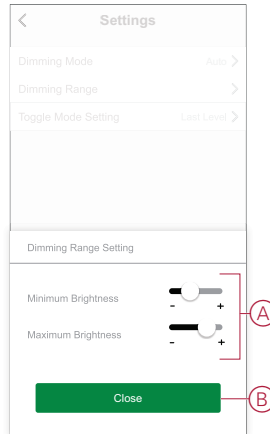 Settings
Dimming Mode Auto
Dimming Range
Toggle Mode Setting Last Level
Dimming Range Setting
Minimum Brightness
- +
A
Maximum Brightness
- +
Close B